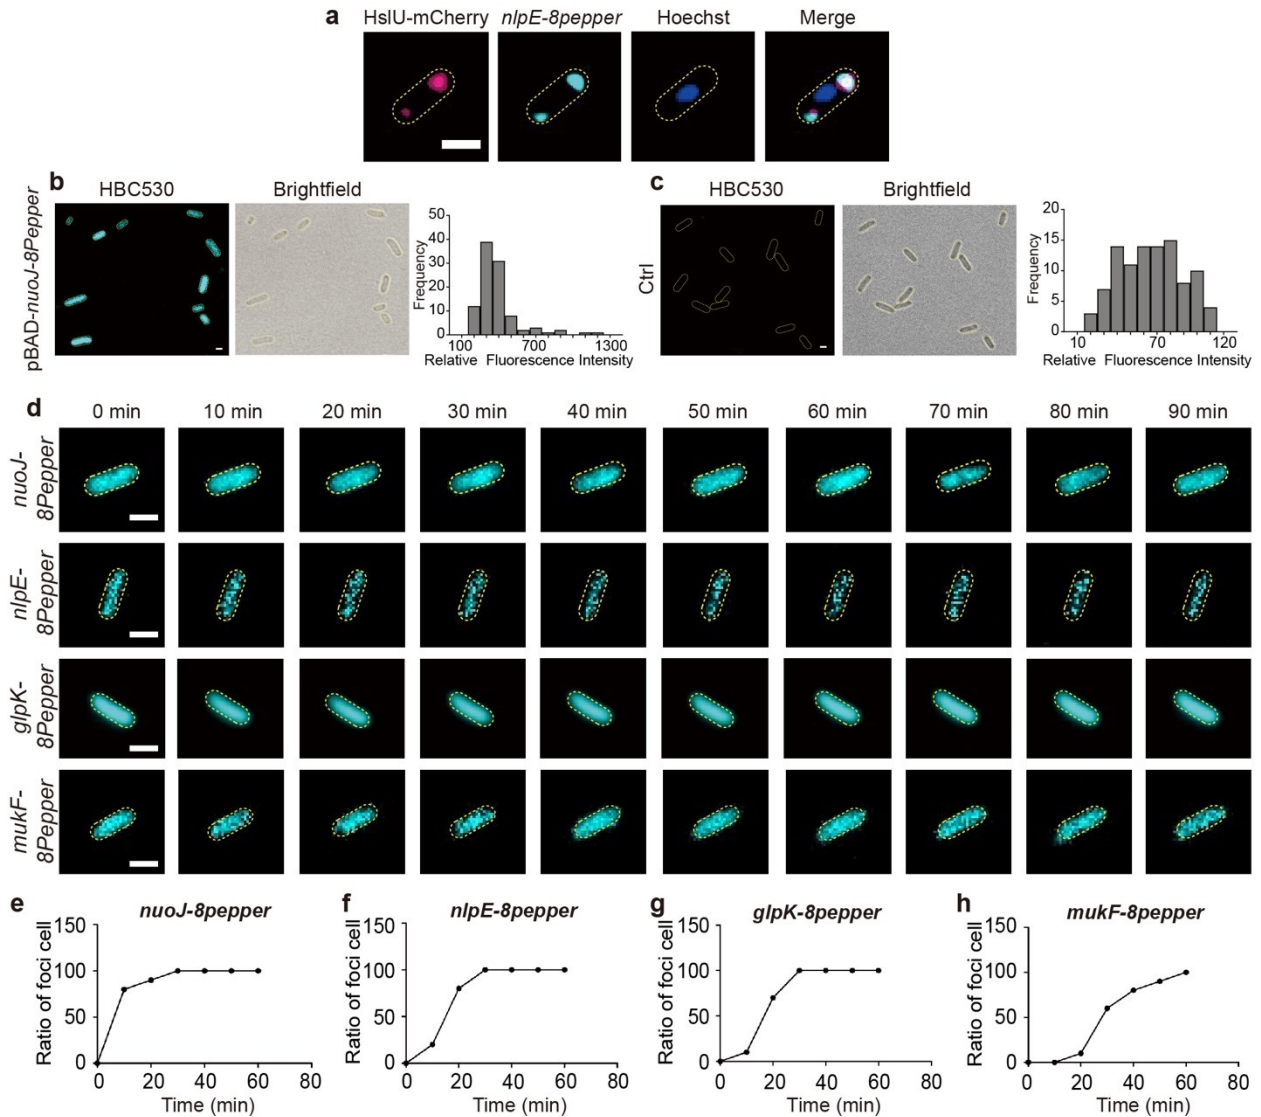 a HslU-mCherry nlpE-8pepper Hoechst Merge
b HBC530 Brightfield
pBAD-nuoJ-8Pepper
Frequency
50
40
30
20
10
0
100 700 1300
Relative Fluorescence Intensity
c HBC530 Brightfield
Ctrl
Frequency
20
15
10
5
0
10 70 120
Relative Fluorescence Intensity
d 0 min 10 min 20 min 30 min 40 min 50 min 60 min 70 min 80 min 90 min
nuoJ-
8Pepper
nlpE-
8Pepper
glpK-
8Pepper
mukF-
8Pepper
e nuoJ-8pepper
Ratio of foci cell
150
100
50
0
0 20 40 60 80
Time (min)
f nlpE-8pepper
Ratio of foci cell
150
100
50
0
0 20 40 60 80
Time (min)
g glpK-8pepper
Ratio of foci cell
150
100
50
0
0 20 40 60 80
Time (min)
h mukF-8pepper
Ratio of foci cell
150
100
50
0
0 20 40 60 80
Time (min)